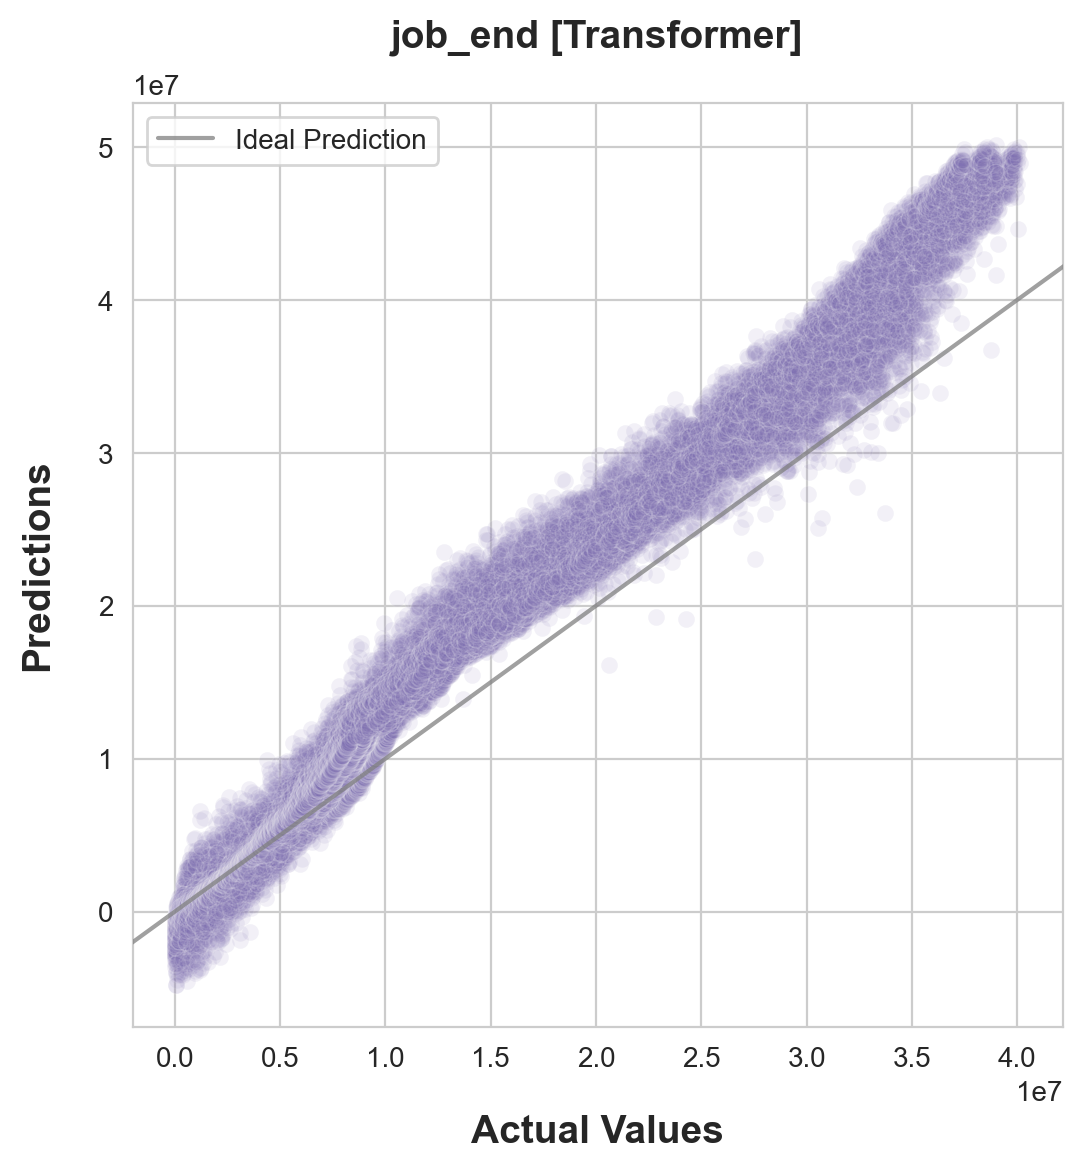 job_end [Transformer]
1e7
Ideal Prediction
5
4
3
2
1
0
Predictions
0.0 0.5 1.0 1.5 2.0 2.5 3.0 3.5 4.0
1e7
Actual Values